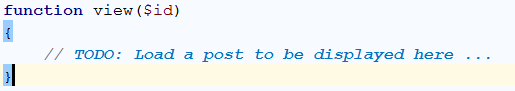 function view($id)
{
// TODO: Load a post to be displayed here ...
}